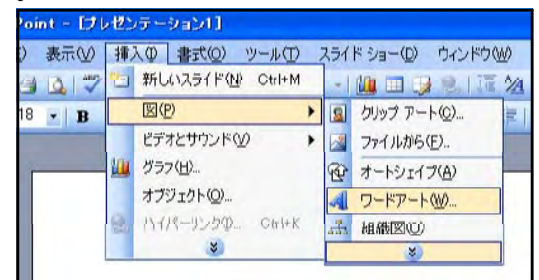 Point - [プレゼンテーション1]
表示(V) 挿入(I) 書式(O) ツール(T) スライド ショー(D) ウィンドウ(W)
新しいスライド(N) Ctrl+M
18 B 図(P) クリップ アート(C)...
ビデオとサウンド(V) ファイルから(F)...
グラフ(H)... オートシェイプ(A)
オブジェクト(O)... ワードアート(W)...
ハイパーリンク(I)... Ctrl+K 組織図(O)